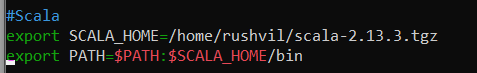 #Scala
export SCALA_HOME=/home/rushvil/scala-2.13.3.tgz
export PATH=$PATH:$SCALA_HOME/bin